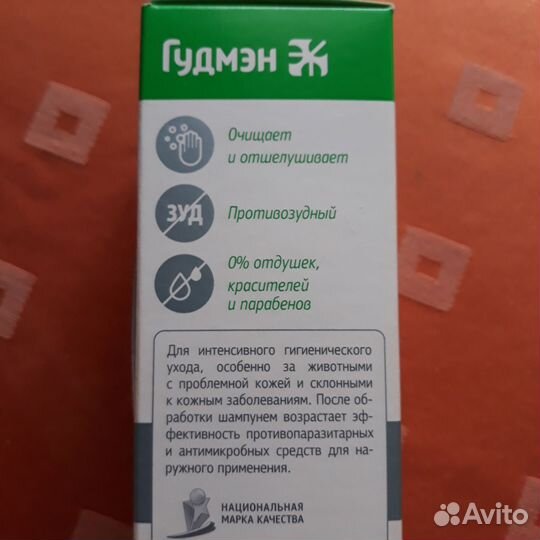 Гудмэн
Очищает
и отшелушивает
ЗУД
Противозудный
0% отдушек,
красителей
и парабенов
Для интенсивного гигиенического
ухода, особенно за животными
с проблемной кожей и склонными
к кожным заболеваниям. После об-
работки шампунем возрастает эф-
фективность противопаразитарных
и антимикробных средств для на-
ружного применения.
НАЦИОНАЛЬНАЯ
МАРКА КАЧЕСТВА
Avito